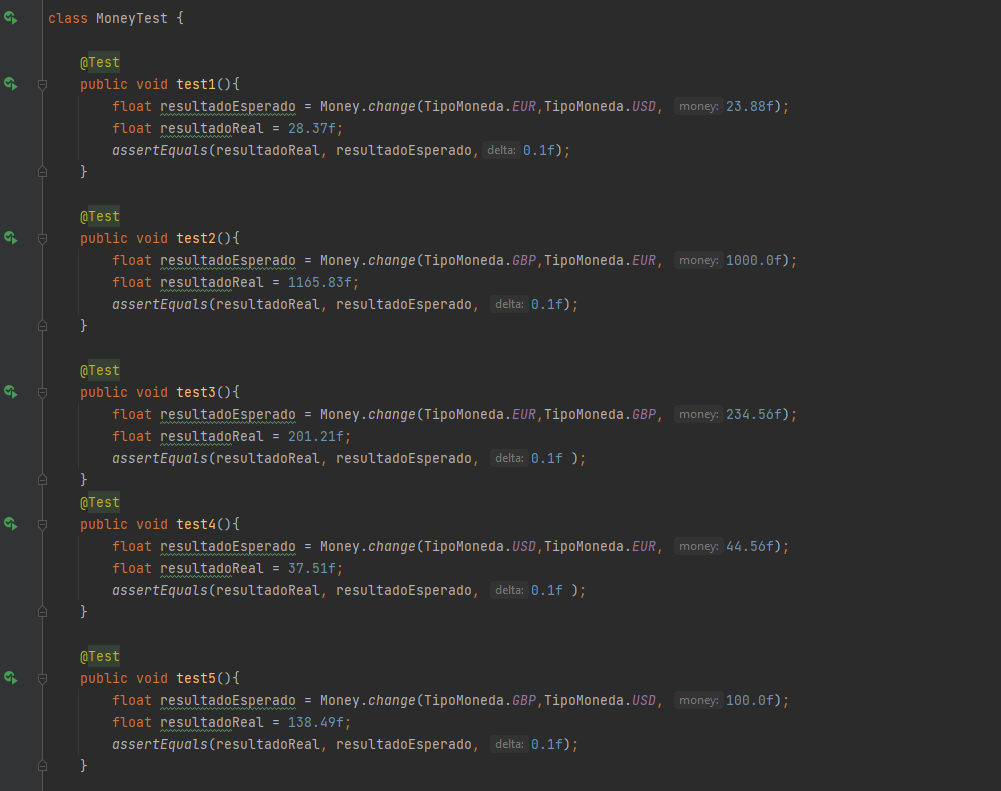 class MoneyTest {
@Test
public void test1(){
float resultadoEsperado = Money.change(TipoMoneda.EUR,TipoMoneda.USD, money: 23.88f);
float resultadoReal = 28.37f;
assertEquals(resultadoReal, resultadoEsperado, delta: 0.1f);
}
@Test
public void test2(){
float resultadoEsperado = Money.change(TipoMoneda.GBP,TipoMoneda.EUR, money: 1000.0f);
float resultadoReal = 1165.83f;
assertEquals(resultadoReal, resultadoEsperado, delta: 0.1f);
}
@Test
public void test3(){
float resultadoEsperado = Money.change(TipoMoneda.EUR,TipoMoneda.GBP, money: 234.56f);
float resultadoReal = 201.21f;
assertEquals(resultadoReal, resultadoEsperado, delta: 0.1f );
}
@Test
public void test4(){
float resultadoEsperado = Money.change(TipoMoneda.USD,TipoMoneda.EUR, money: 44.56f);
float resultadoReal = 37.51f;
assertEquals(resultadoReal, resultadoEsperado, delta: 0.1f );
}
@Test
public void test5(){
float resultadoEsperado = Money.change(TipoMoneda.GBP,TipoMoneda.USD, money: 100.0f);
float resultadoReal = 138.49f;
assertEquals(resultadoReal, resultadoEsperado, delta: 0.1f);
}